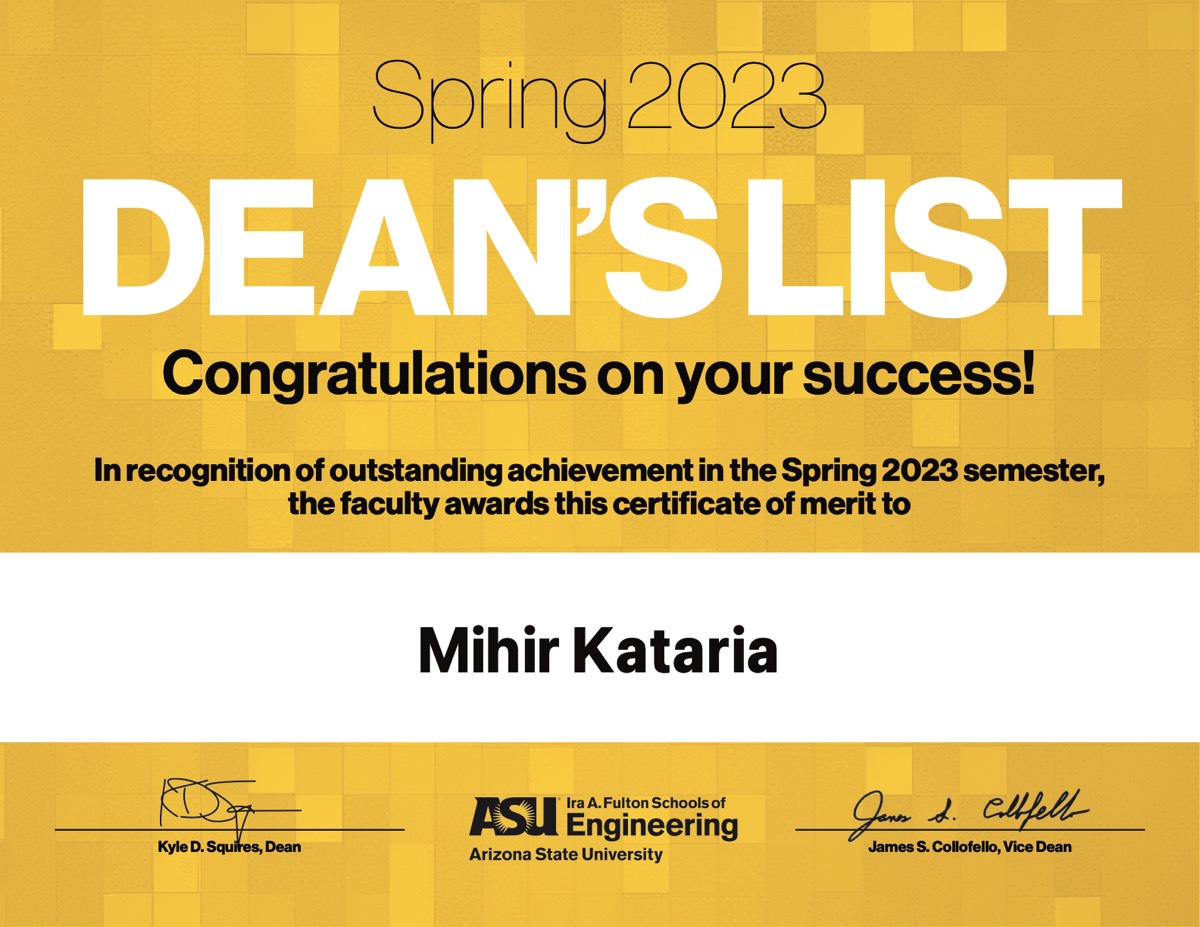 Spring 2023
DEAN'S LIST
Congratulations on your success!
In recognition of outstanding achievement in the Spring 2023 semester,
the faculty awards this certificate of merit to
Mihir Kataria
Kyle D. Squires, Dean
ASU Ira A. Fulton Schools of
Engineering
Arizona State University
James S. Collofello
James S. Collofello, Vice Dean